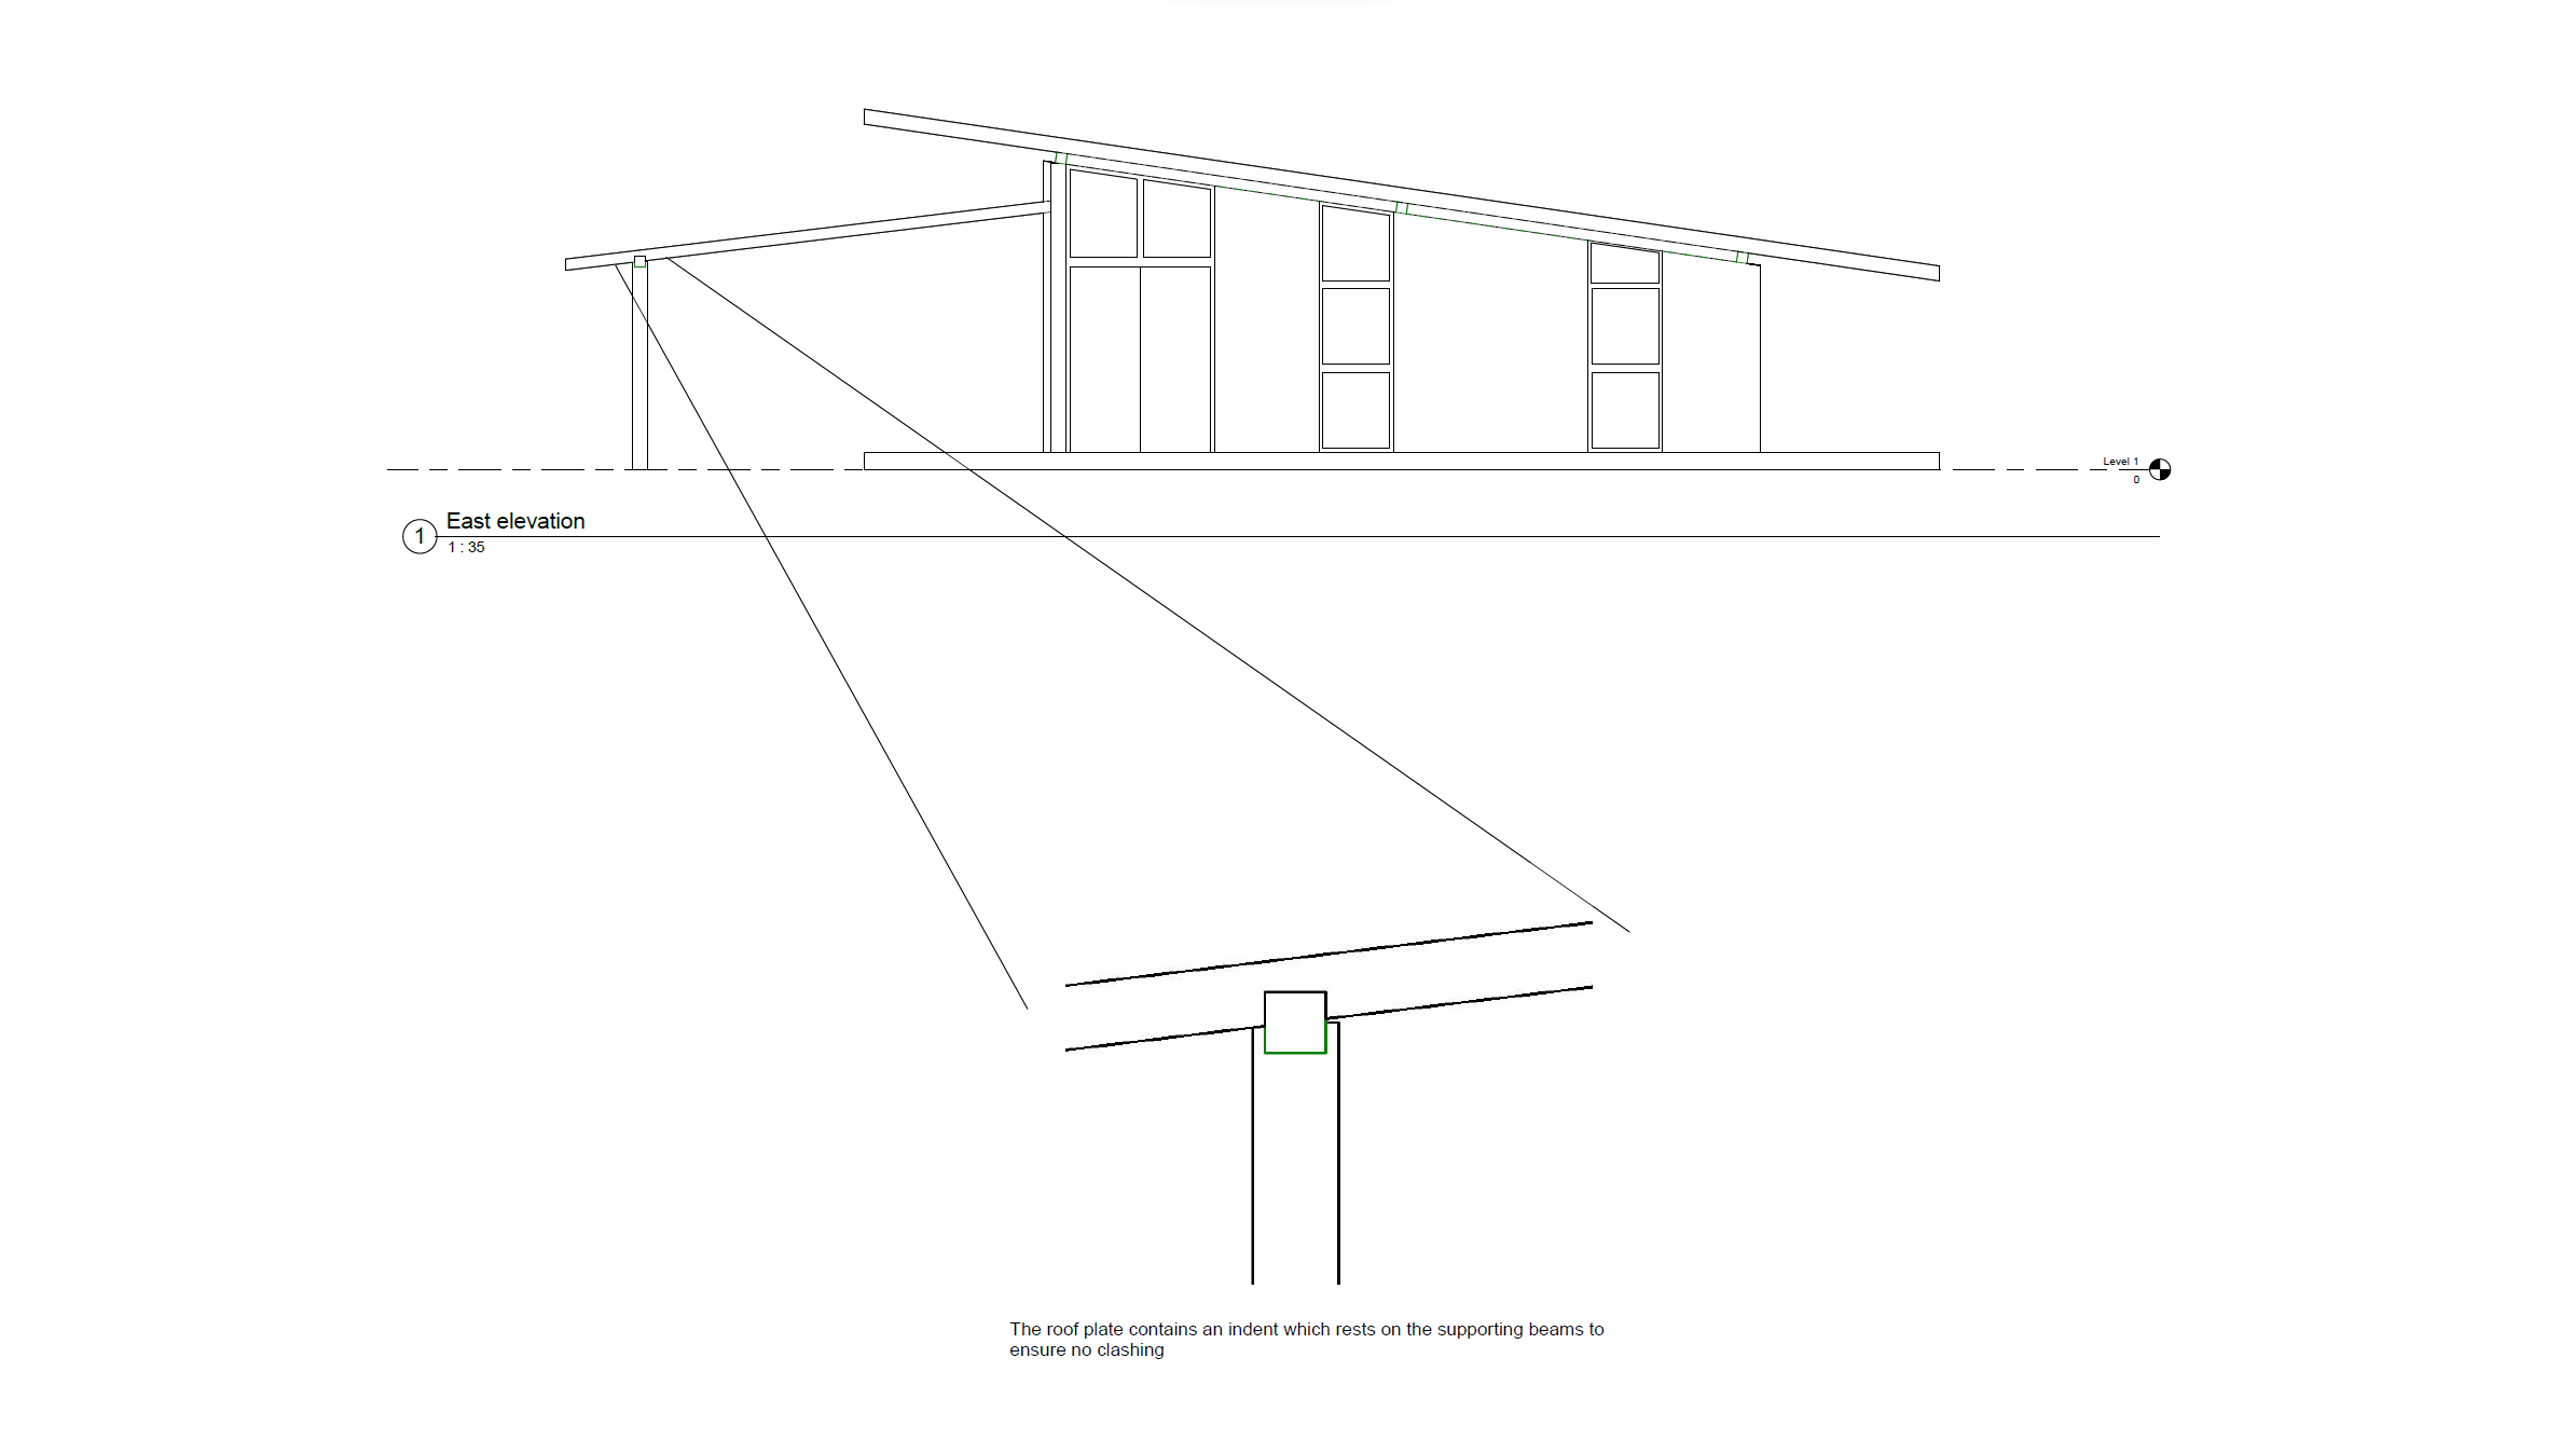 Level 1
0
1
East elevation
1 : 35
The roof plate contains an indent which rests on the supporting beams to
ensure no clashing